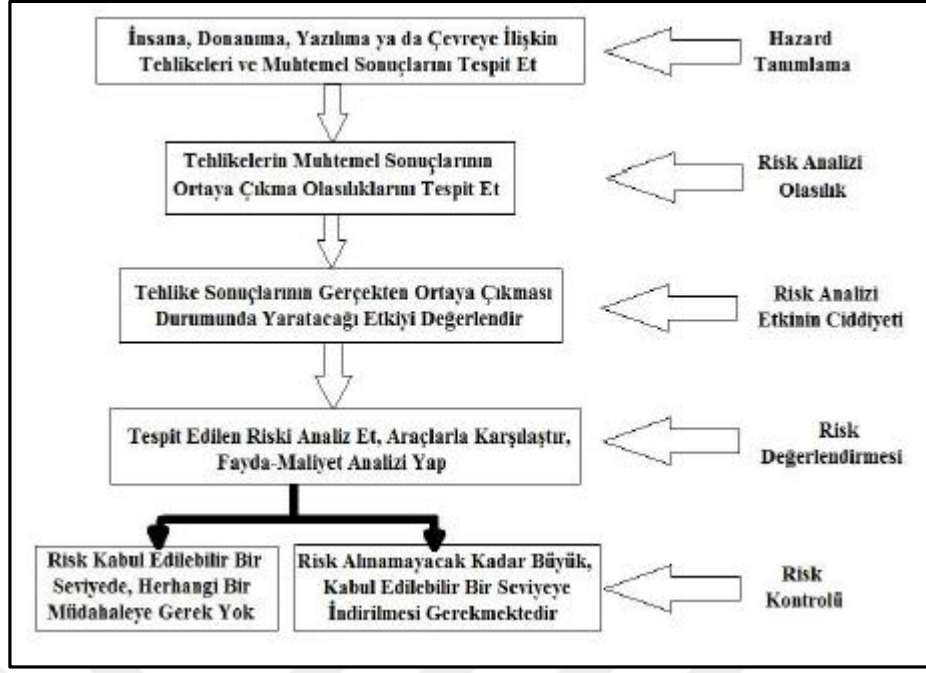 İnsana, Donanıma, Yazılıma ya da Çevreye İlişkin
Tehlikeleri ve Muhtemel Sonuçlarını Tespit Et
Hazard
Tanımlama
Tehlikelerin Muhtemel Sonuçlarının
Ortaya Çıkma Olasılıklarını Tespit Et
Risk Analizi
Olasılık
Tehlike Sonuçlarının Gerçekten Ortaya Çıkması
Durumunda Yaratacağı Etkiyi Değerlendir
Risk Analizi
Etkinin Ciddiyeti
Tespit Edilen Riski Analiz Et, Araçlarla Karşılaştır,
Fayda-Maliyet Analizi Yap
Risk
Değerlendirmesi
Risk Kabul Edilebilir Bir
Seviyede, Herhangi Bir
Müdahaleye Gerek Yok
Risk Alınamayacak Kadar Büyük,
Kabul Edilebilir Bir Seviyeye
İndirilmesi Gerekmektedir
Risk
Kontrolü